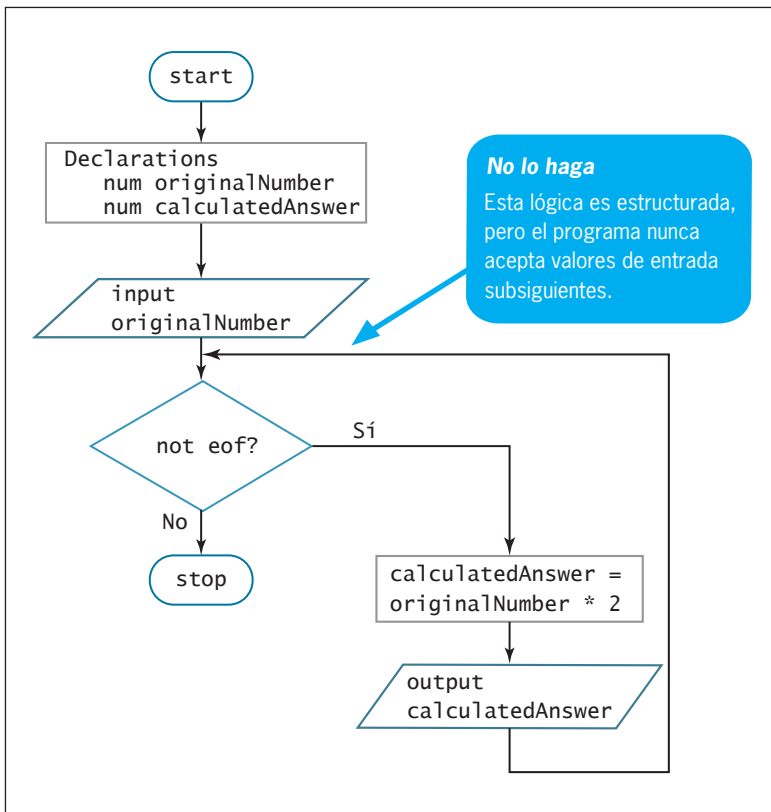 start
Declarations
num originalNumber
num calculatedAnswer
No lo haga
Esta lógica es estructurada,
pero el programa nunca
acepta valores de entrada
subsiguientes.
input
originalNumber
not eof?
Sí
No
stop
calculatedAnswer =
originalNumber * 2
output
calculatedAnswer